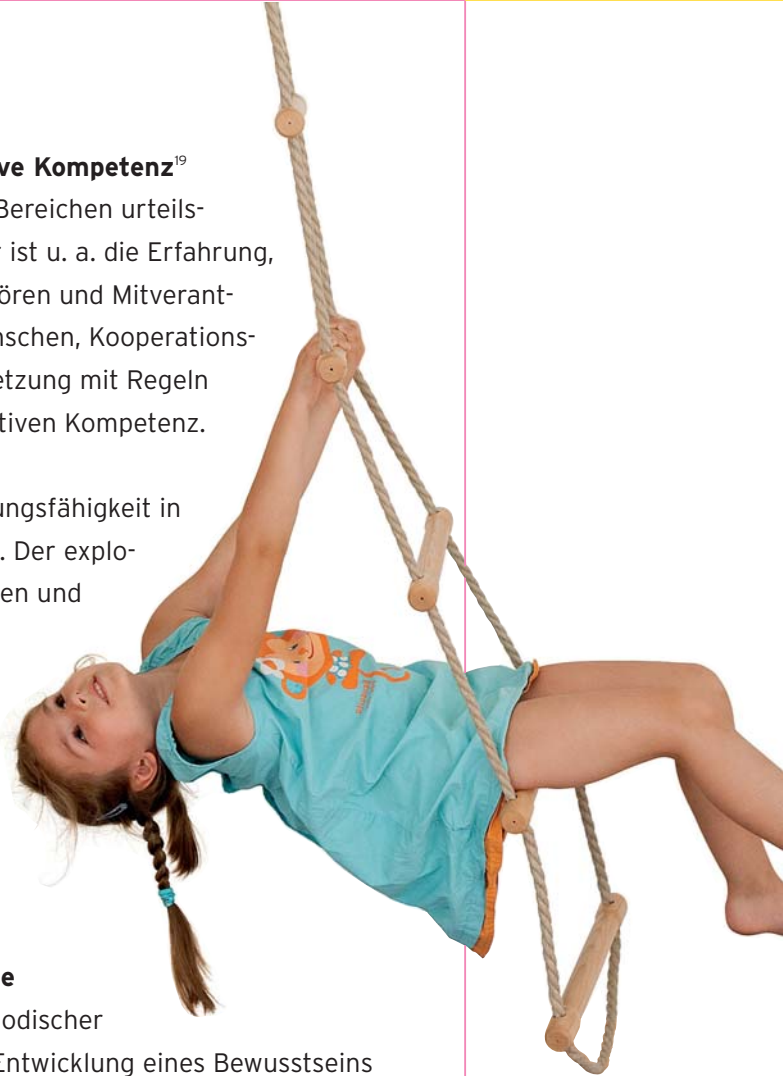 ve Kompetenz¹⁹
Bereichen urteils-
ist u. a. die Erfahrung,
ören und Mitverant-
nschen, Kooperations-
etzung mit Regeln
tiven Kompetenz.
ungsfähigkeit in
. Der explo-
en und
e
odischer
Entwicklung eines Bewusstseins